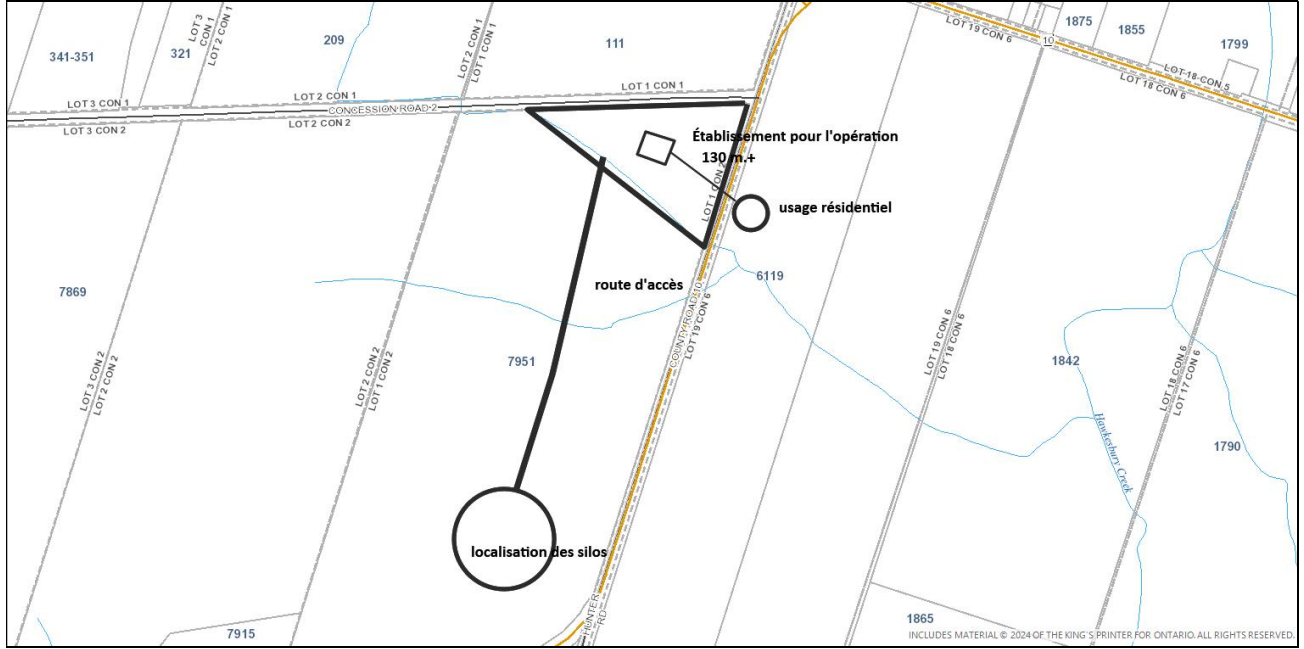 LOT 3
CON 1
LOT 2 CON 1
341-351
321
209
LOT 2 CON 1
LOT 1 CON 1
111
LOT 19 CON 6
10
1875
1855
1799
LOT 18 CON 5
LOT 18 CON 6
LOT 3 CON 1
LOT 2 CON 1
LOT 1 CON 1
CONCESSION ROAD 2
LOT 3 CON 2
LOT 2 CON 2
Établissement pour l'opération
130 m.+
LOT 1 CON 2
usage résidentiel
route d'accès
6119
7869
7951
COUNTY ROAD 10
LOT 19 CON 6
LOT 3 CON 2
LOT 2 CON 2
LOT 2 CON 2
LOT 1 CON 2
LOT 19 CON 6
LOT 18 CON 6
1842
LOT 18 CON 6
LOT 17 CON 6
Hawkesbury Creek
1790
localisation des silos
HUNTER
RD
7915
1865
INCLUDES MATERIAL © 2024 OF THE KING'S PRINTER FOR ONTARIO. ALL RIGHTS RESERVED.